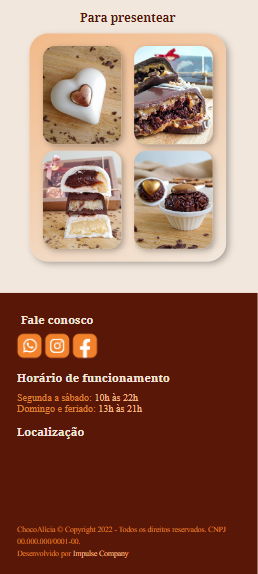 Para presentear
Fale conosco
Horário de funcionamento
Segunda a sábado: 10h às 22h
Domingo e feriado: 13h às 21h
Localização
ChocoAlícia © Copyright 2022 - Todos os direitos reservados. CNPJ
00.000.000/0001-00.
Desenvolvido por Impulse Company